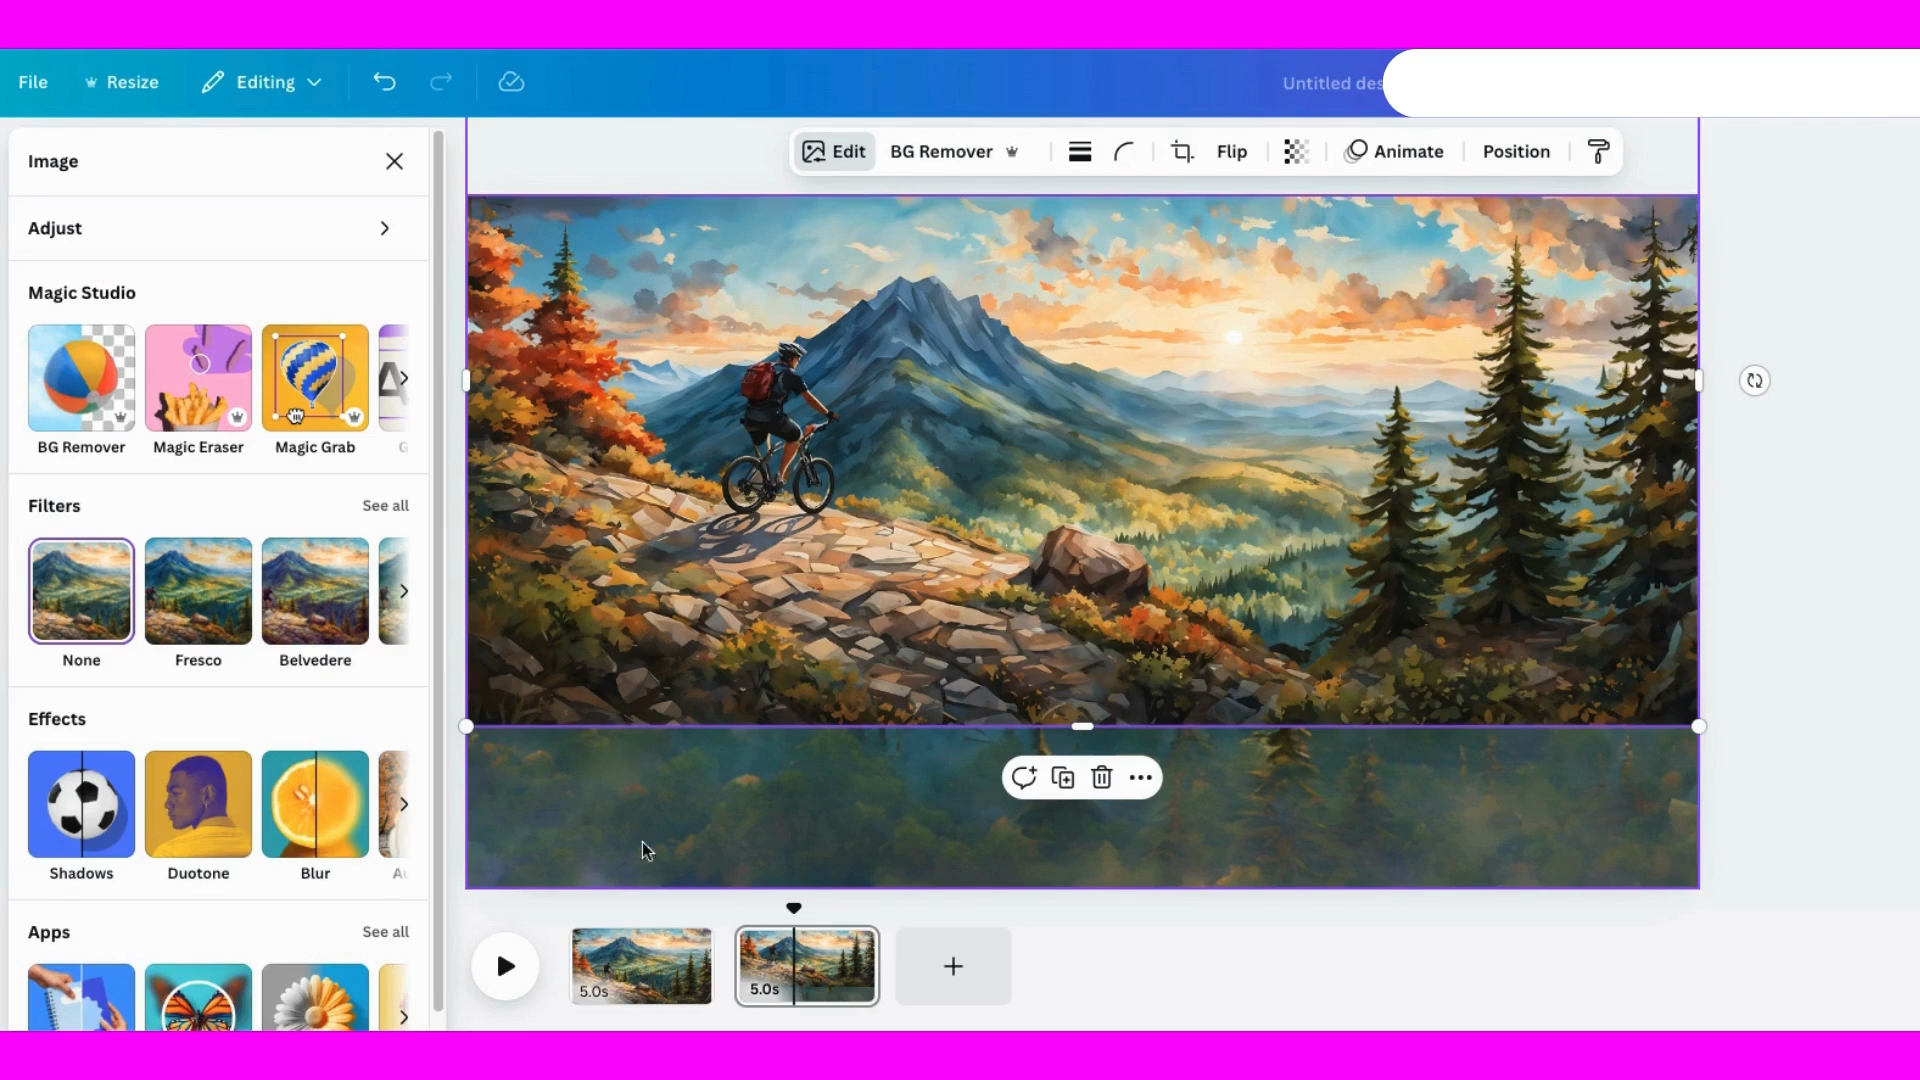 File Resize Editing Untitled des
Image
Edit BG Remover Flip Animate Position
Adjust
Magic Studio
BG Remover Magic Eraser Magic Grab G
Filters See all
None Fresco Belvedere
Effects See all
Shadows Duotone Blur
Apps See all
5.0s 5.0s